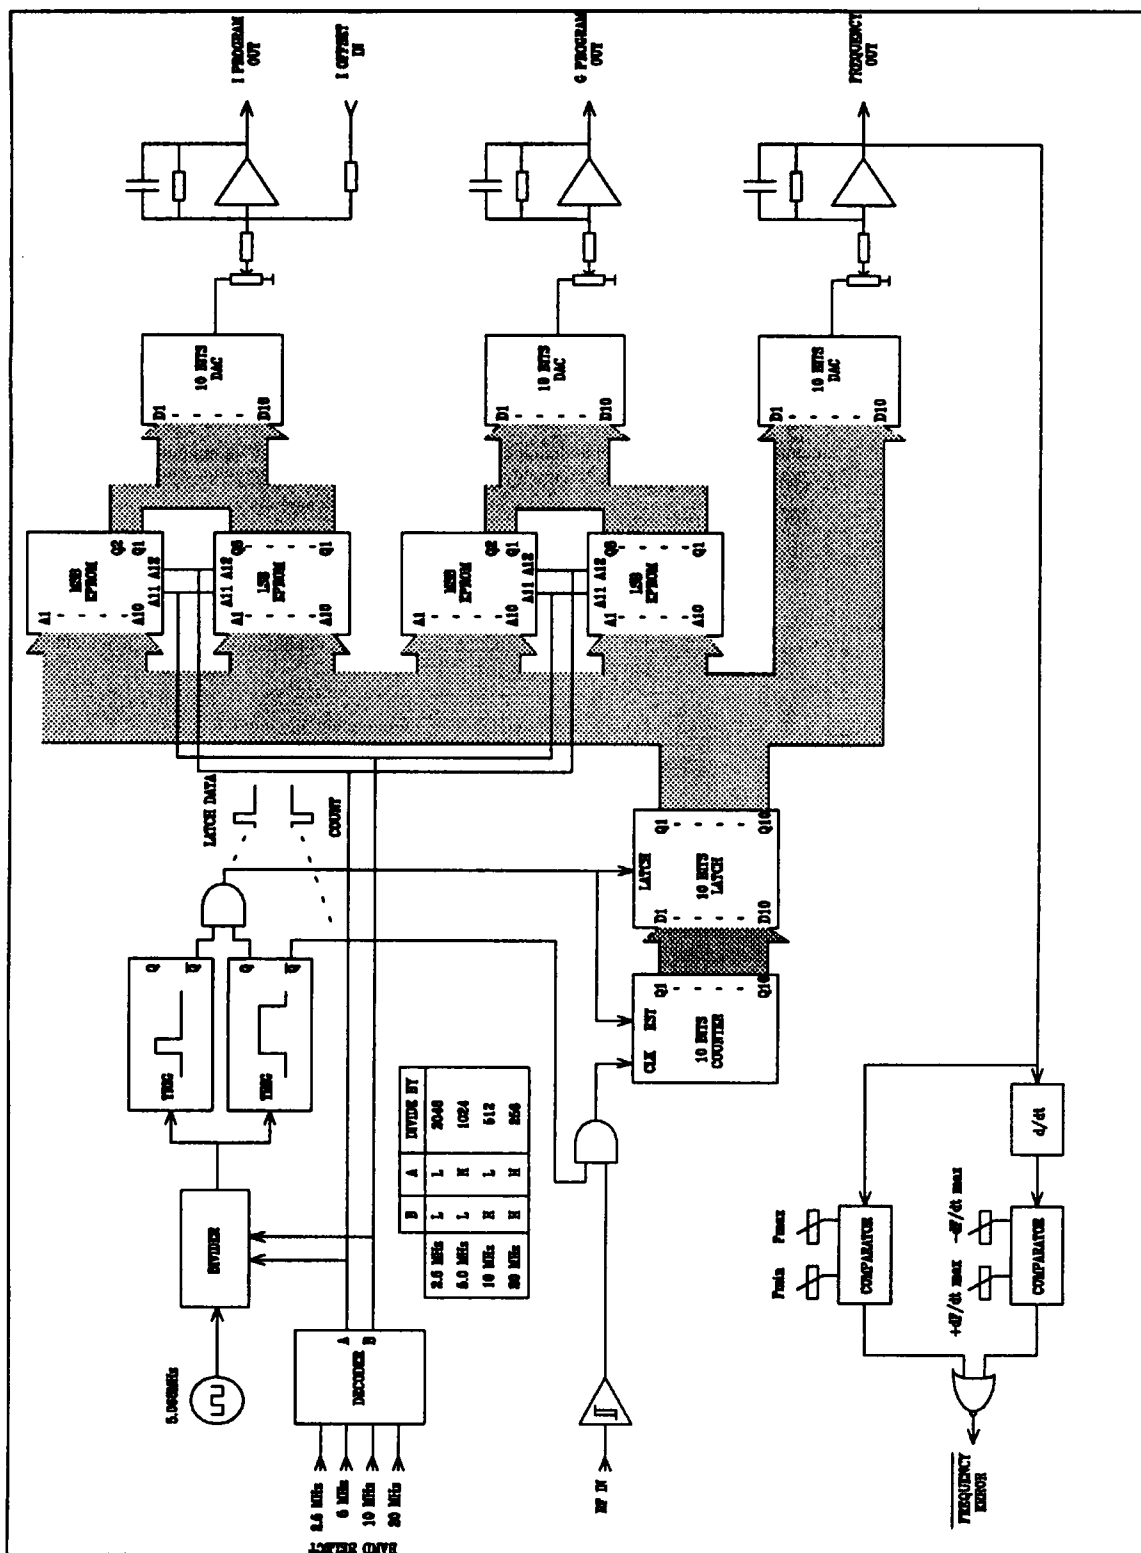 I PROGRAM
OUT
I OFFSET
IN
G PROGRAM
OUT
FREQUENCY
OUT
10 BITS
DAC
D1
D10
10 BITS
DAC
D1
D10
10 BITS
DAC
D1
D10
MSB
EPROM
Q2
Q1
A1
A10
A11
A12
LSB
EPROM
Q8
Q1
A11
A12
A1
A10
MSB
EPROM
Q2
Q1
A1
A10
A11
A12
LSB
EPROM
Q8
Q1
A11
A12
A1
A10
LATCH DATA
COUNT
LATCH
10 BITS
LATCH
Q1
Q10
D1
D10
10 BITS
COUNTER
Q1
Q10
CLK
RST
TRIG
Q
Q̅
TRIG
Q
Q̅
DIVIDER
B A DIVIDE BY
2.5 MHz L L 2048
5.0 MHz L H 1024
10 MHz H L 512
20 MHz H H 256
DECODER
A
B
2.5 MHz
5 MHz
10 MHz
20 MHz
BAND SELECT
RF IN
d/dt
COMPARATOR
Fmin
Fmax
COMPARATOR
+dF/dt max
-dF/dt max
FREQUENCY
ERROR